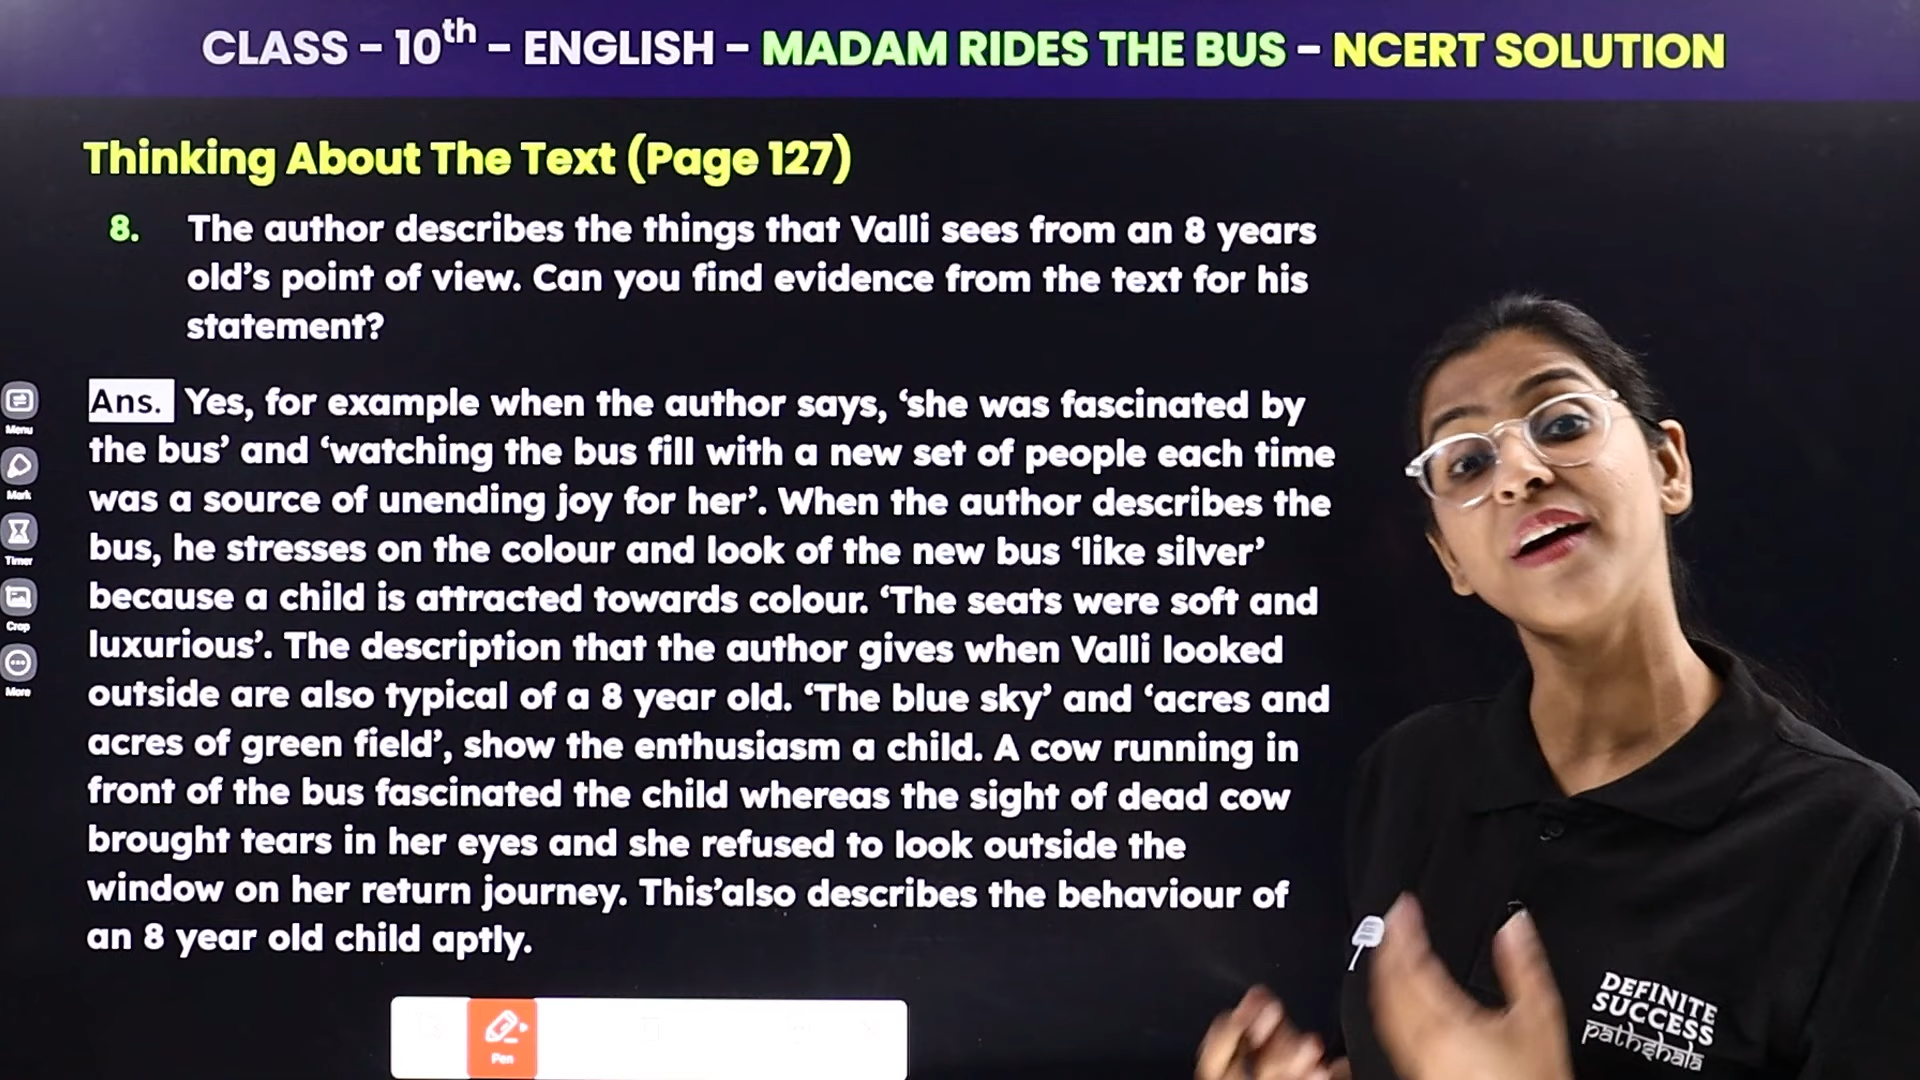 CLASS – 10th – ENGLISH – MADAM RIDES THE BUS – NCERT SOLUTION
Thinking About The Text (Page 127)
8. The author describes the things that Valli sees from an 8 years
old’s point of view. Can you find evidence from the text for his
statement?
Ans. Yes, for example when the author says, ‘she was fascinated by
the bus’ and ‘watching the bus fill with a new set of people each time
was a source of unending joy for her’. When the author describes the
bus, he stresses on the colour and look of the new bus ‘like silver’
because a child is attracted towards colour. ‘The seats were soft and
luxurious’. The description that the author gives when Valli looked
outside are also typical of a 8 year old. ‘The blue sky’ and ‘acres and
acres of green field’, show the enthusiasm a child. A cow running in
front of the bus fascinated the child whereas the sight of dead cow
brought tears in her eyes and she refused to look outside the
window on her return journey. This’also describes the behaviour of
an 8 year old child aptly.
Menu
Mark
Timer
Crop
More
Pen
DEFINITE
SUCCESS
pathshala